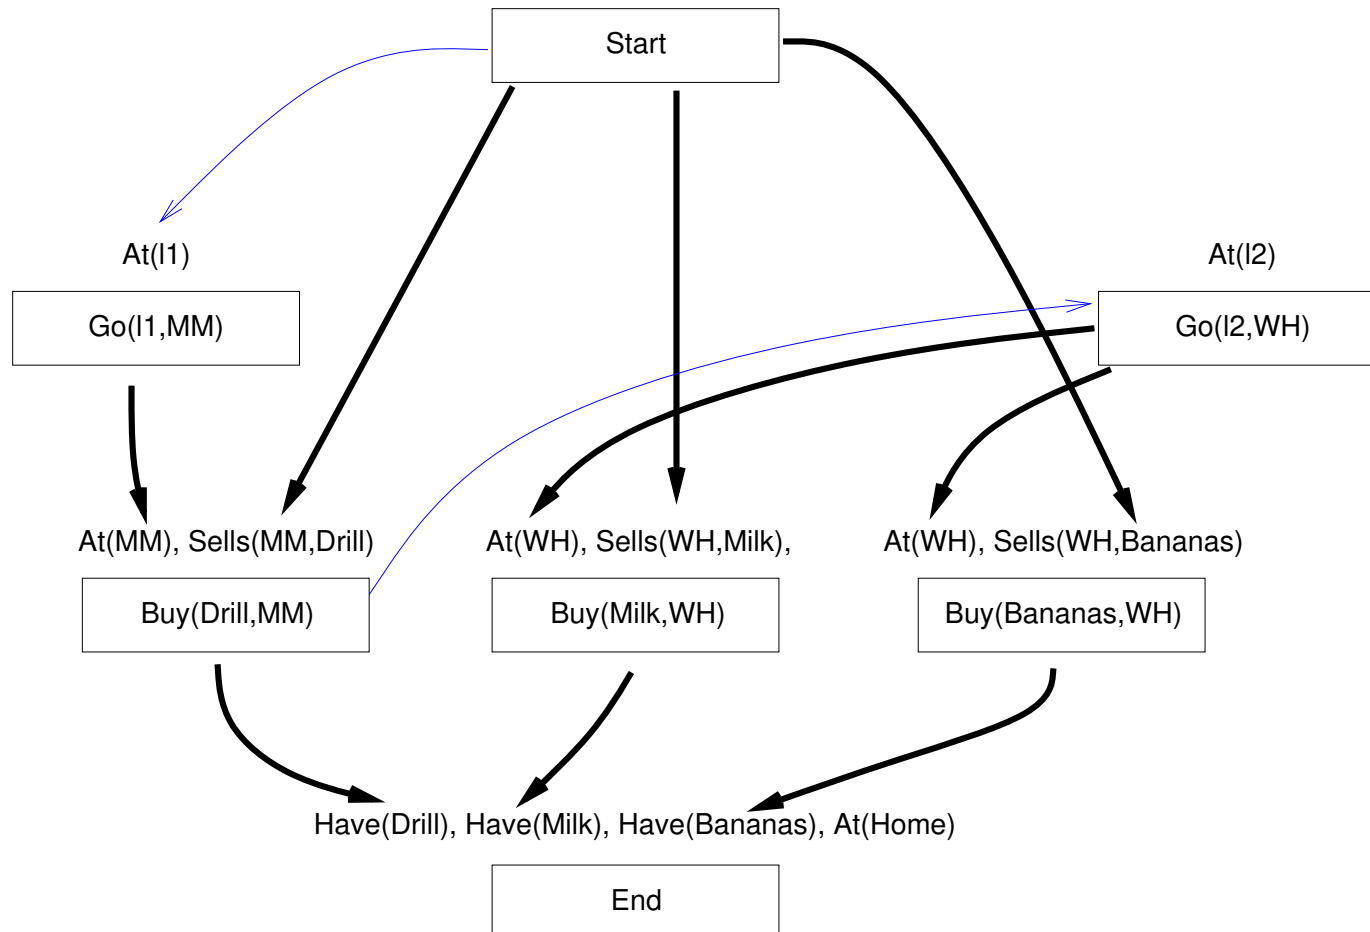 Start
At(l1)
At(l2)
Go(l1,MM)
Go(l2,WH)
At(MM), Sells(MM,Drill)
At(WH), Sells(WH,Milk),
At(WH), Sells(WH,Bananas)
Buy(Drill,MM)
Buy(Milk,WH)
Buy(Bananas,WH)
Have(Drill), Have(Milk), Have(Bananas), At(Home)
End